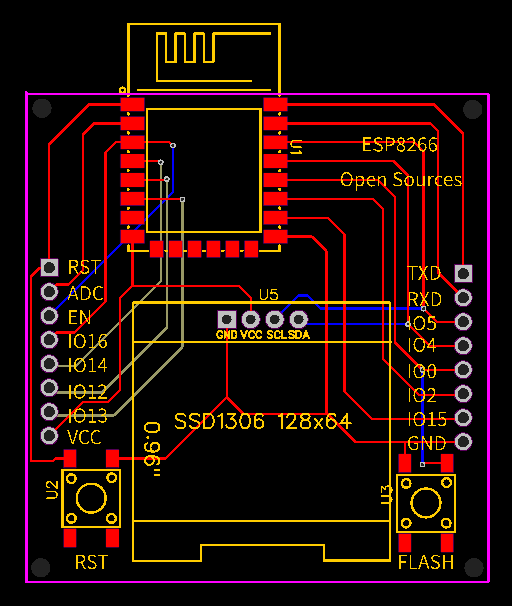 U1
ESP8266
Open Sources
RST
ADC
EN
IO16
IO14
IO12
IO13
VCC
TXD
RXD
IO5
IO4
IO0
IO2
IO15
GND
U5
GND VCC SCL SDA
SSD1306 128x64
0.96"
U2
RST
U3
FLASH